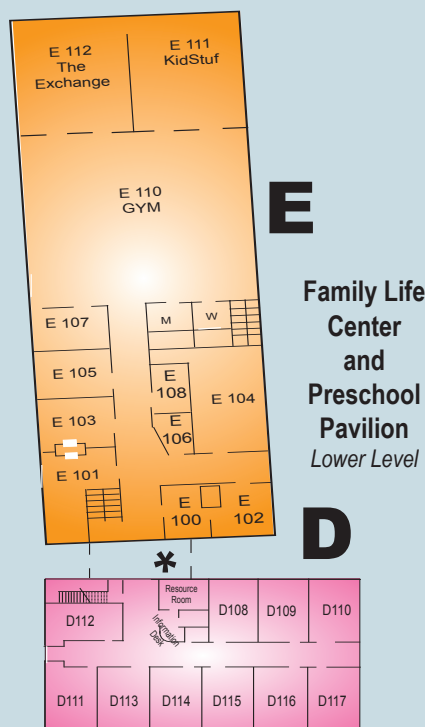 E 112
The
Exchange
E 111
KidStuf
E 110
GYM
E
Family Life
Center
and
Preschool
Pavilion
Lower Level
E 107
M
W
E 105
E
108
E 104
E 103
E
106
E 101
E
100
E
102
D
*
Resource
Room
D108
D109
D110
D112
Information
Desk
D111
D113
D114
D115
D116
D117